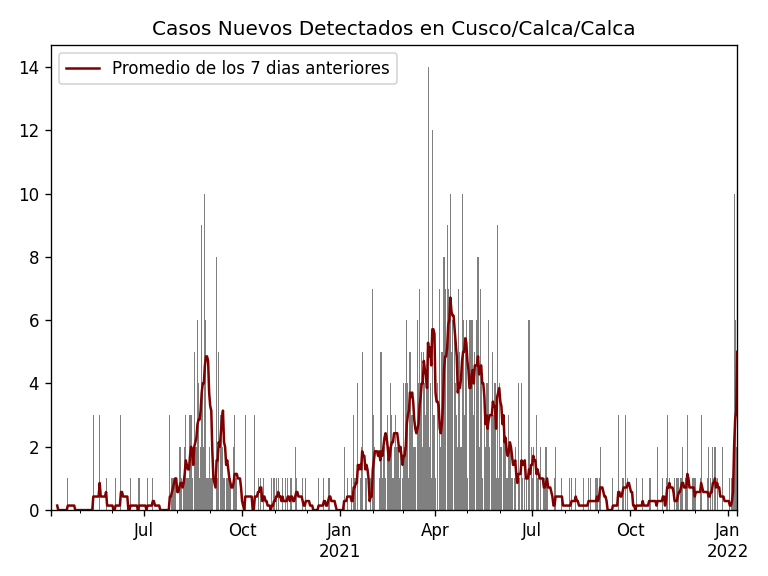 Casos Nuevos Detectados en Cusco/Calca/Calca
Promedio de los 7 dias anteriores
14
12
10
8
6
4
2
0
Jul
Oct
Jan
2021
Apr
Jul
Oct
Jan
2022